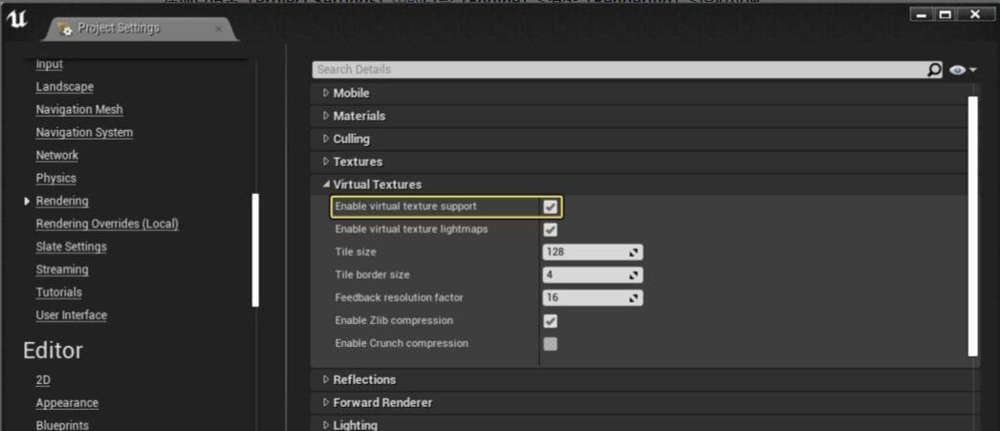 Project Settings
Input
Landscape
Navigation Mesh
Navigation System
Network
Physics
Rendering
Rendering Overrides (Local)
Slate Settings
Streaming
Tutorials
User Interface
Editor
2D
Appearance
Blueprints
Search Details
Mobile
Materials
Culling
Textures
Virtual Textures
Enable virtual texture support
Enable virtual texture lightmaps
Tile size 128
Tile border size 4
Feedback resolution factor 16
Enable Zlib compression
Enable Crunch compression
Reflections
Forward Renderer
Lighting